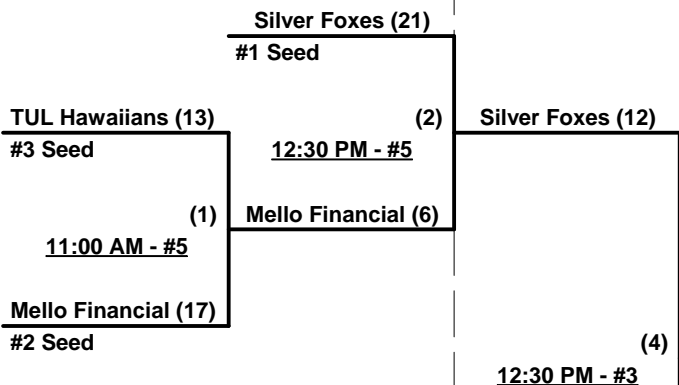 Silver Foxes (21)
#1 Seed
TUL Hawaiians (13)
(2)
Silver Foxes (12)
#3 Seed
12:30 PM - #5
(1)
Mello Financial (6)
11:00 AM - #5
Mello Financial (17)
#2 Seed
(4)
12:30 PM - #3